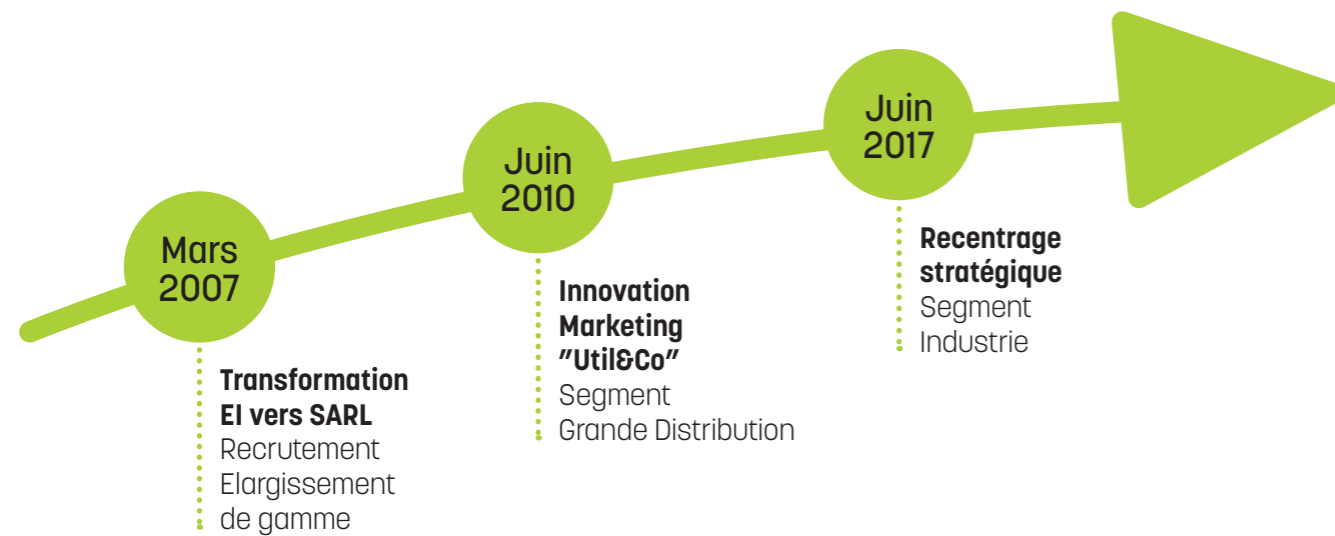 Mars
2007
Transformation
EI vers SARL
Recrutement
Elargissement
de gamme
Juin
2010
Innovation
Marketing
"Util&Co"
Segment
Grande Distribution
Juin
2017
Recentrage
stratégique
Segment
Industrie